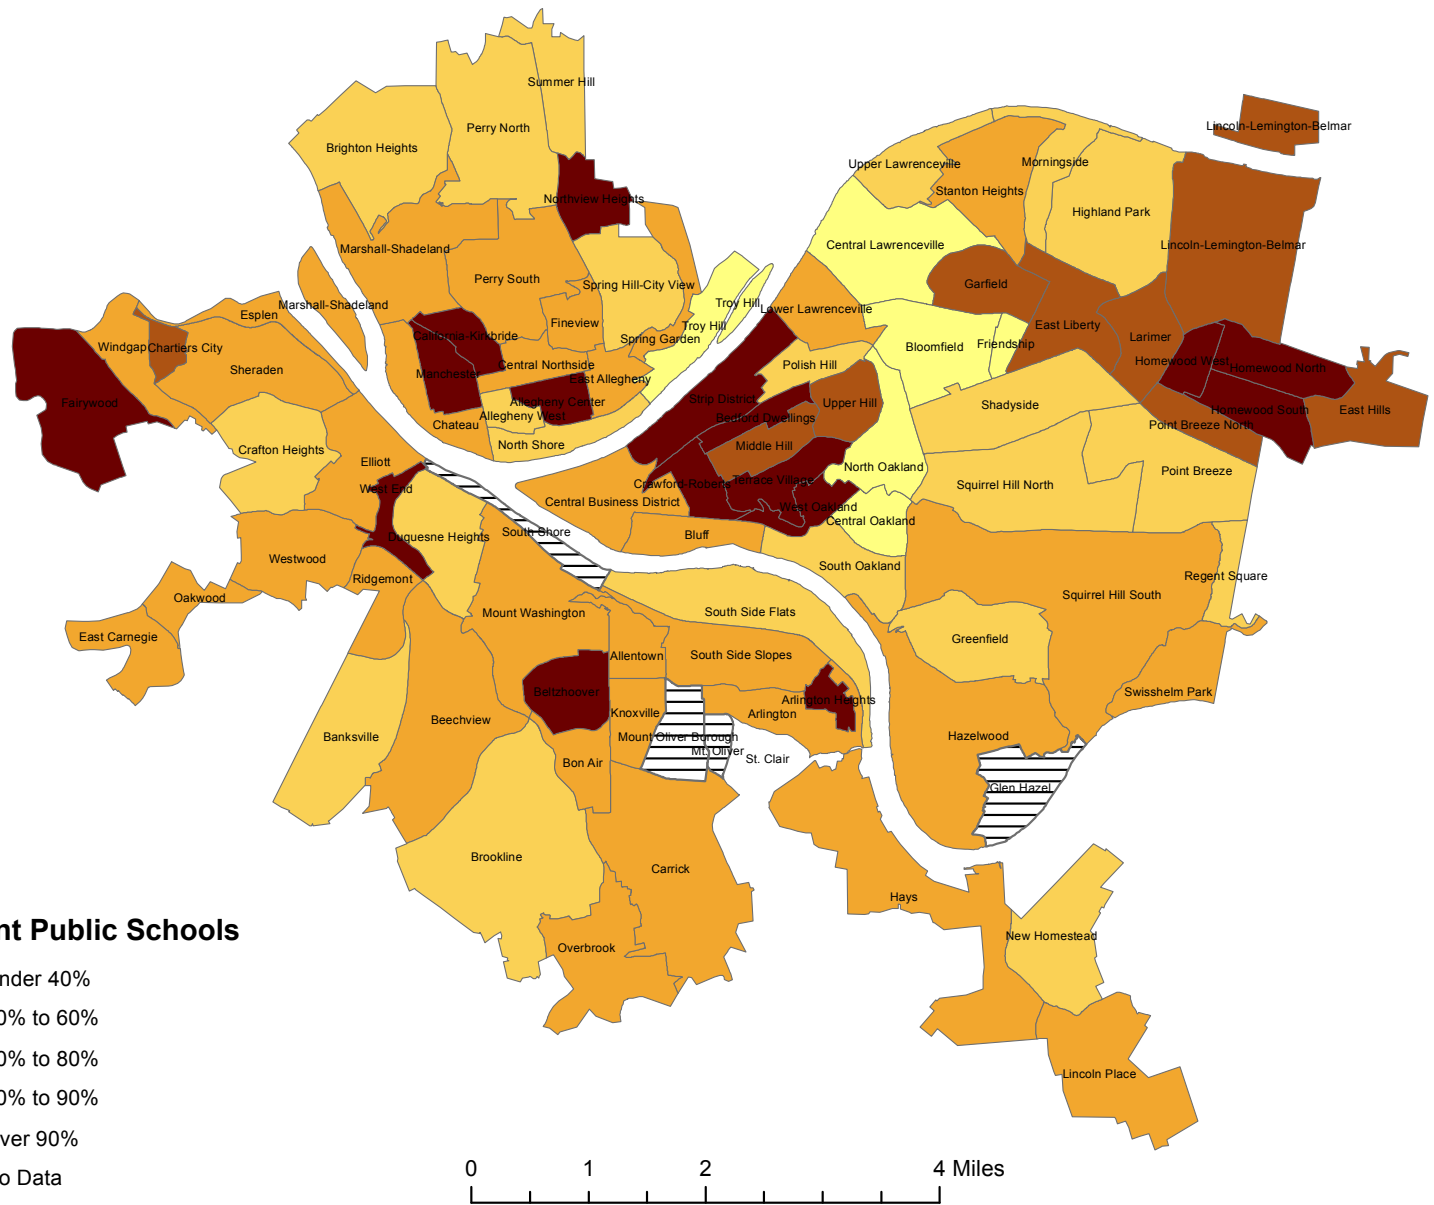 Summer Hill
Lincoln-Lemington-Belmar
Perry North
Brighton Heights
Upper Lawrenceville
Morningside
Stanton Heights
Northview Heights
Highland Park
Marshall-Shadeland
Central Lawrenceville
Lincoln-Lemington-Belmar
Perry South
Spring Hill-City View
Garfield
Marshall-Shadeland
Troy Hill
Lower Lawrenceville
Esplen
Fineview
Troy Hill
East Liberty
California-Kirkbride
Spring Garden
Larimer
Windgap
Chartiers City
Bloomfield
Friendship
Homewood West
Homewood North
Sheraden
Central Northside
Polish Hill
Manchester
East Allegheny
Fairywood
Allegheny Center
Strip District
Upper Hill
Shadyside
Homewood South
East Hills
Allegheny West
Bedford Dwellings
Chateau
Point Breeze North
North Shore
Middle Hill
Crafton Heights
Elliott
North Oakland
Point Breeze
West End
Crawford-Roberts
Terrace Village
Squirrel Hill North
Central Business District
West Oakland
Central Oakland
South Shore
Bluff
Duquesne Heights
Westwood
South Oakland
Ridgemont
Regent Square
Oakwood
Squirrel Hill South
Mount Washington
South Side Flats
East Carnegie
Greenfield
Allentown
South Side Slopes
Beltzhoover
Swisshelm Park
Arlington Heights
Knoxville
Arlington
Beechview
Banksville
Mount Oliver Borough
Hazelwood
Mt. Oliver
St. Clair
Bon Air
Glen Hazel
Brookline
Carrick
Hays
New Homestead
Overbrook
Lincoln Place
nt Public Schools
nder 40%
0% to 60%
0% to 80%
0% to 90%
ver 90%
o Data
0 1 2 4 Miles